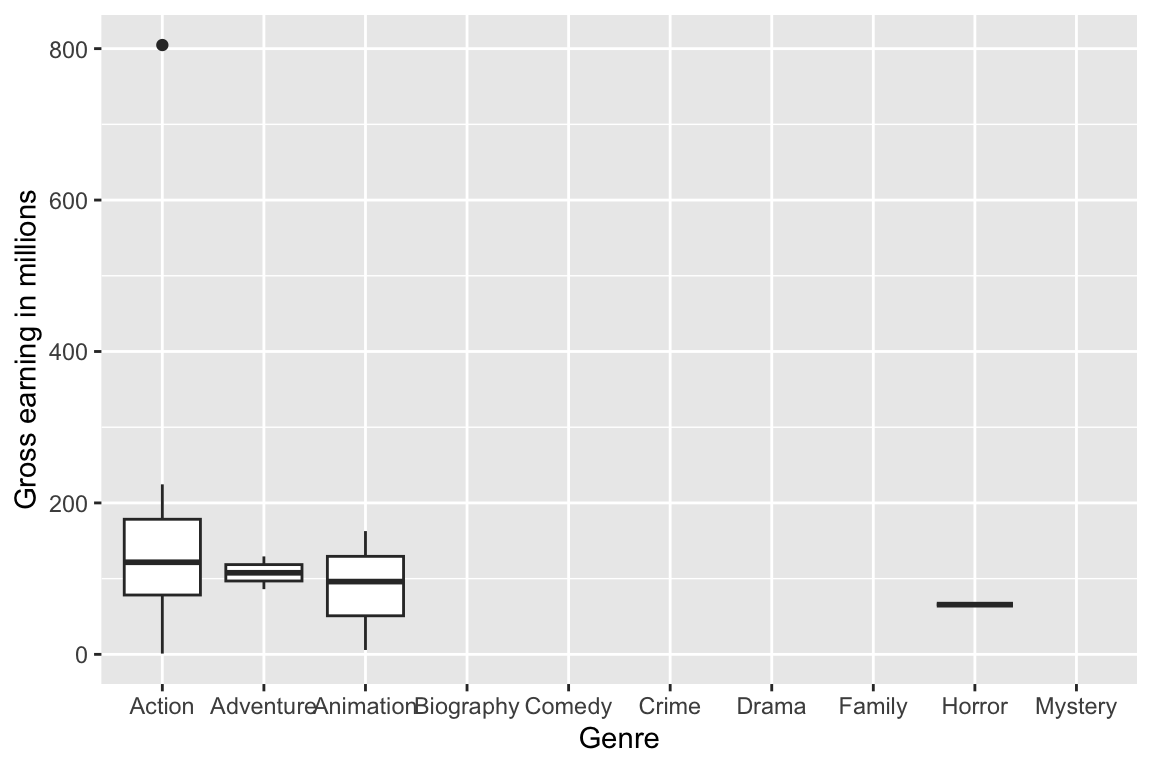 Gross earning in millions
800
600
400
200
0
Action Adventure Animation Biography Comedy Crime Drama Family Horror Mystery
Genre